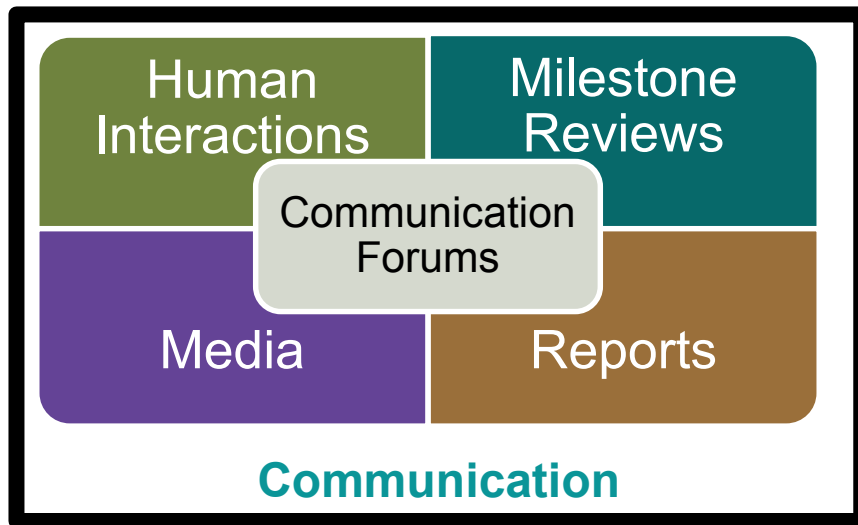 Human
Interactions
Milestone
Reviews
Communication
Forums
Media
Reports
Communication